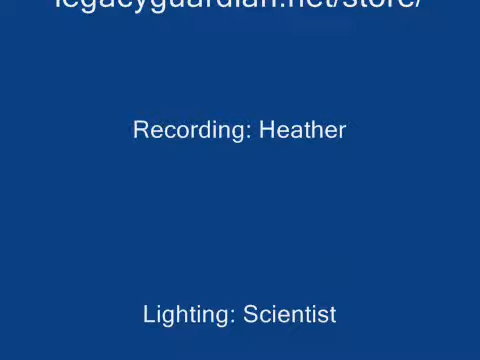 legacyguardian.net/store/
Recording: Heather
Lighting: Scientist